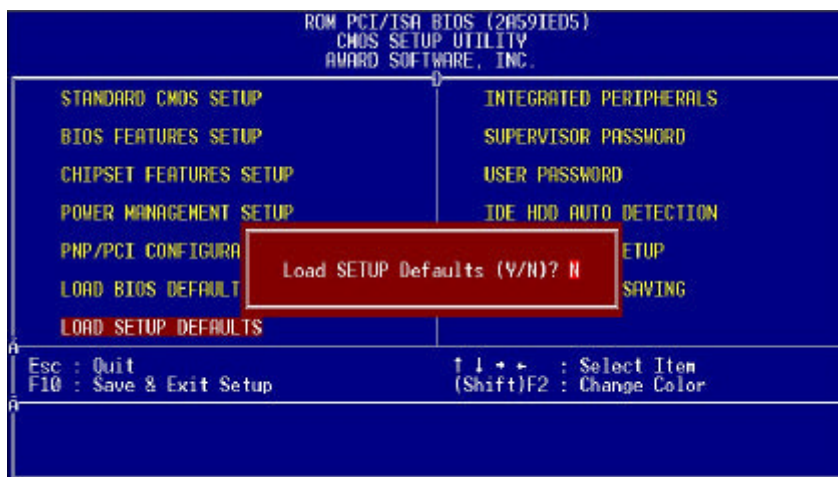 ROM PCI/ISA BIOS (2A59IED5)
CMOS SETUP UTILITY
AWARD SOFTWARE, INC.
STANDARD CMOS SETUP
BIOS FEATURES SETUP
CHIPSET FEATURES SETUP
POWER MANAGEMENT SETUP
PNP/PCI CONFIGURA
LOAD BIOS DEFAULT
LOAD SETUP DEFAULTS
INTEGRATED PERIPHERALS
SUPERVISOR PASSWORD
USER PASSWORD
IDE HDD AUTO DETECTION
ETUP
SAVING
Load SETUP Defaults (Y/N)? N
Esc : Quit
F10 : Save & Exit Setup
↑ ↓ → ← : Select Item
(Shift)F2 : Change Color